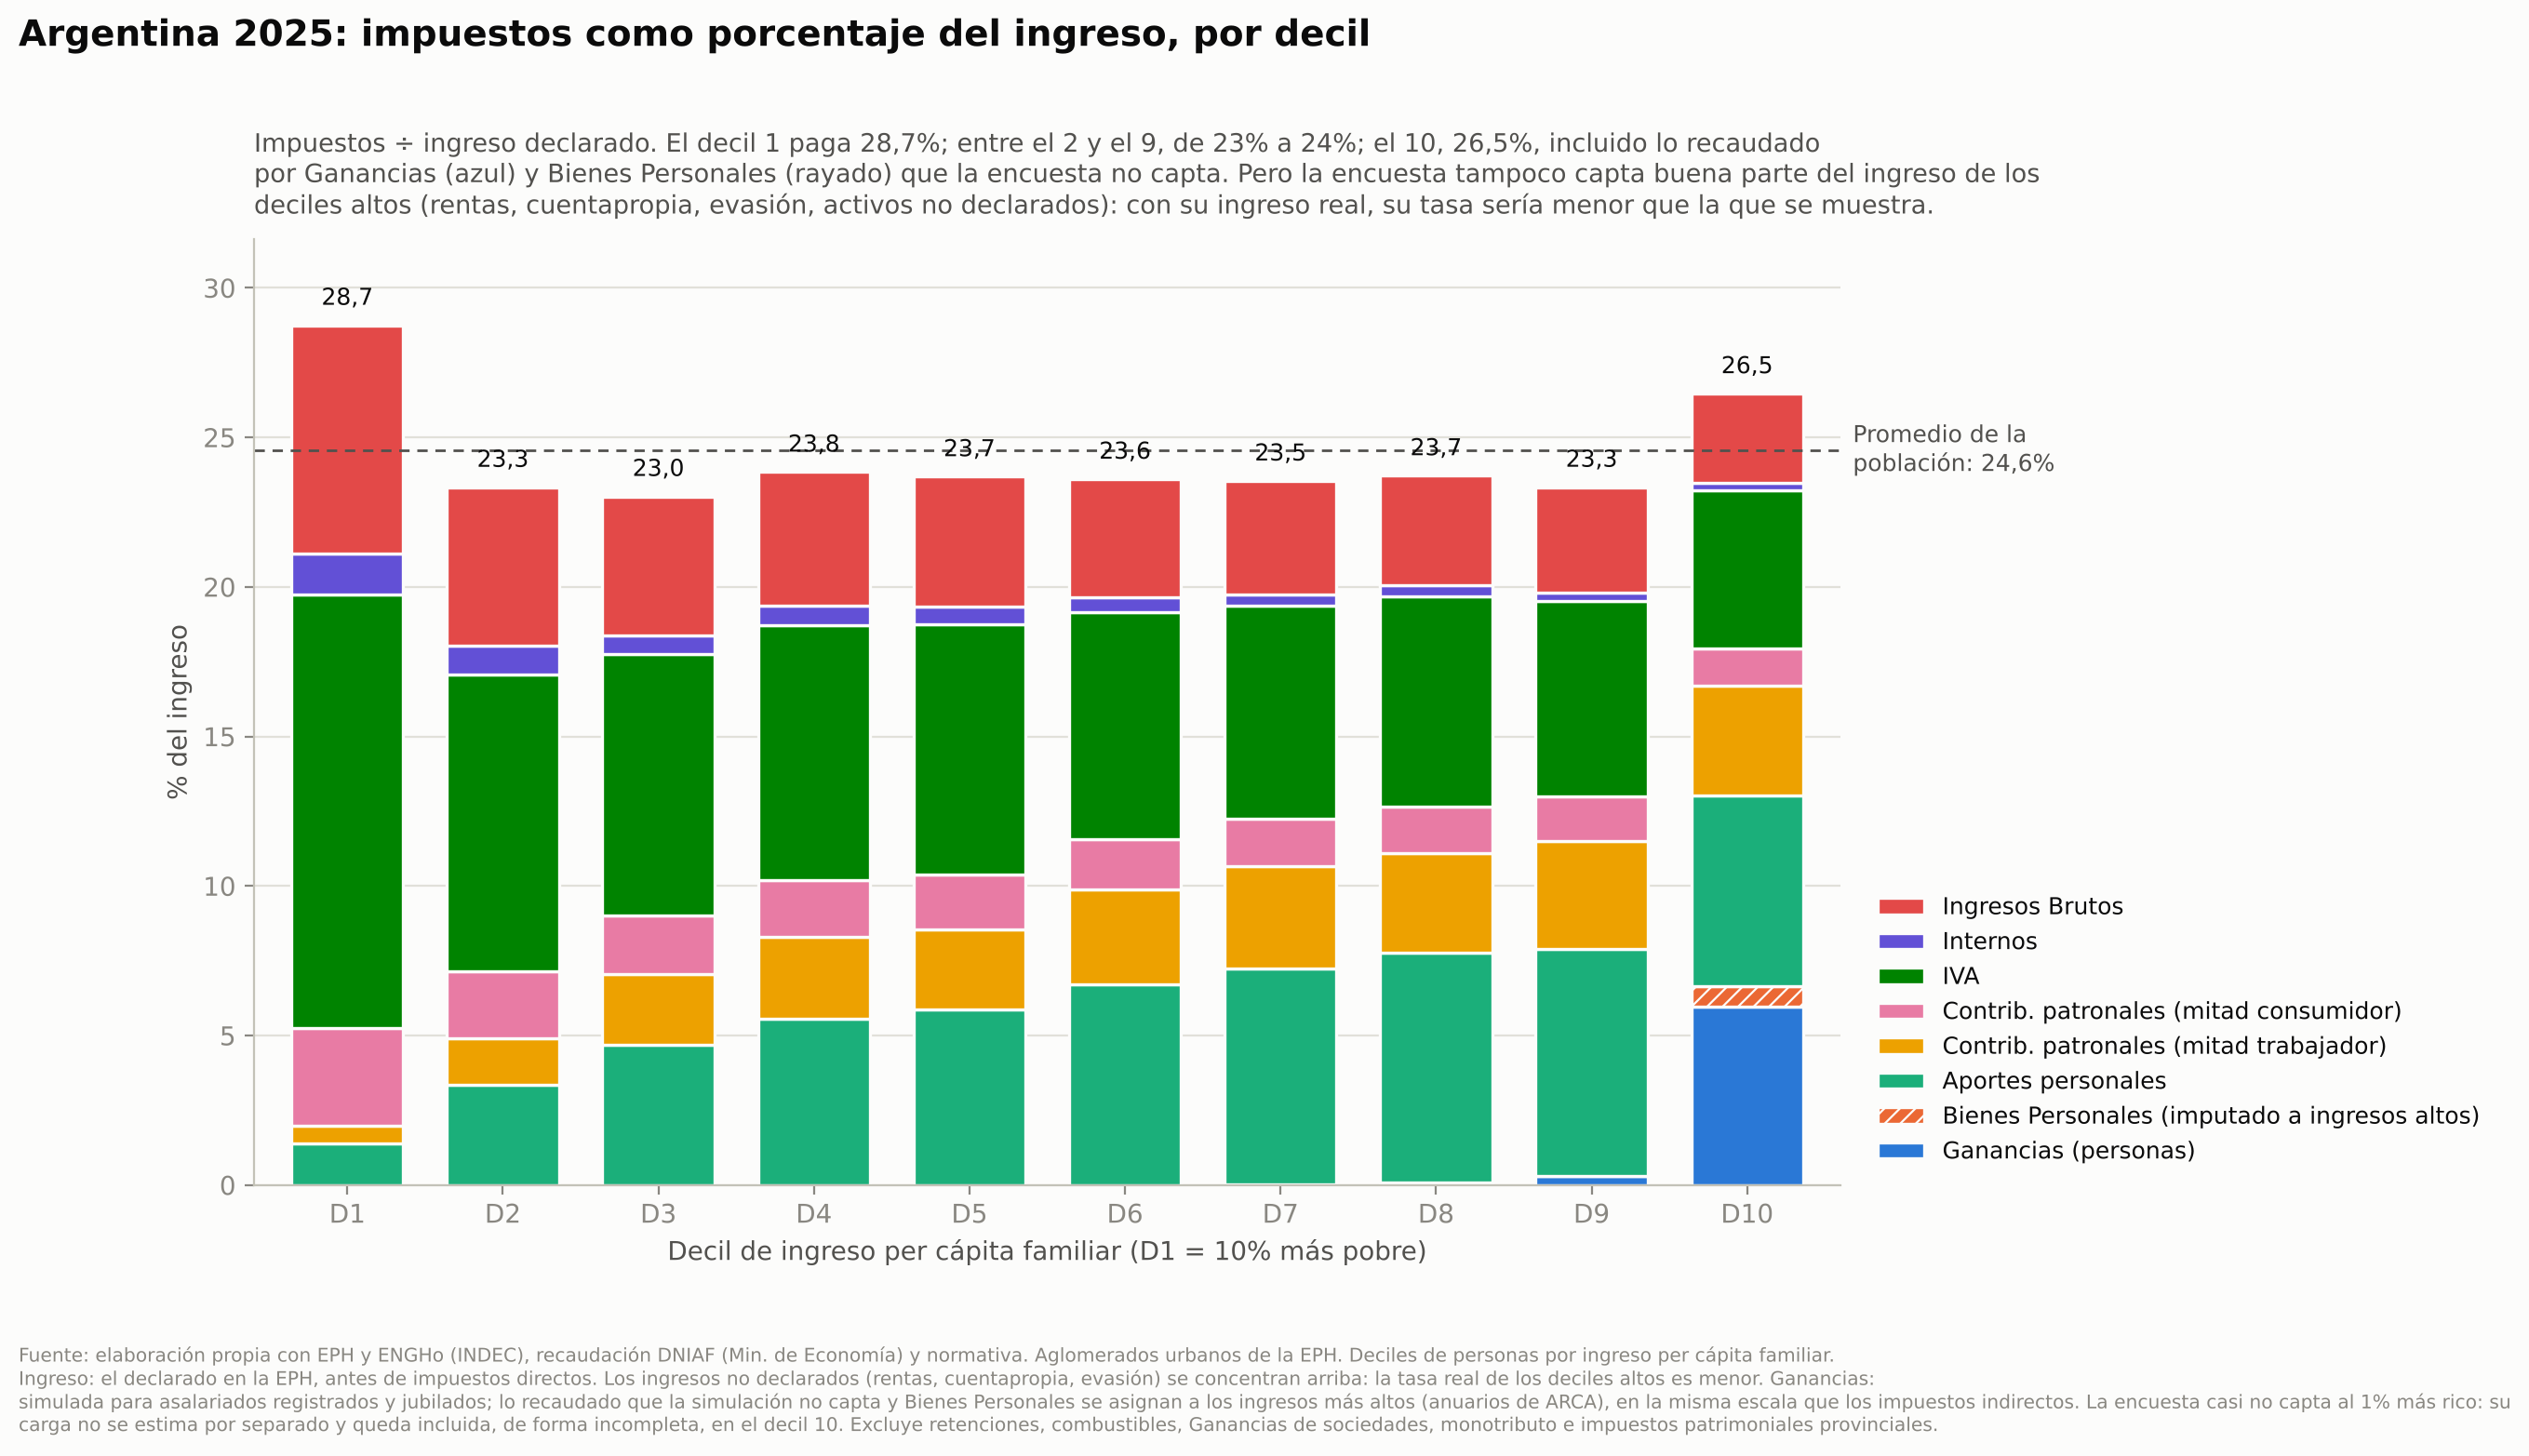 Argentina 2025: impuestos como porcentaje del ingreso, por decil
Impuestos ÷ ingreso declarado. El decil 1 paga 28,7%; entre el 2 y el 9, de 23% a 24%; el 10, 26,5%, incluido lo recaudado
por Ganancias (azul) y Bienes Personales (rayado) que la encuesta no capta. Pero la encuesta tampoco capta buena parte del ingreso de los
deciles altos (rentas, cuentapropia, evasión, activos no declarados): con su ingreso real, su tasa sería menor que la que se muestra.
% del ingreso
30
25
20
15
10
5
0
28,7
23,3
23,0
23,8
23,7
23,6
23,5
23,7
23,3
26,5
Promedio de la
población: 24,6%
Ingresos Brutos
Internos
IVA
Contrib. patronales (mitad consumidor)
Contrib. patronales (mitad trabajador)
Aportes personales
Bienes Personales (imputado a ingresos altos)
Ganancias (personas)
D1 D2 D3 D4 D5 D6 D7 D8 D9 D10
Decil de ingreso per cápita familiar (D1 = 10% más pobre)
Fuente: elaboración propia con EPH y ENGHo (INDEC), recaudación DNIAF (Min. de Economía) y normativa. Aglomerados urbanos de la EPH. Deciles de personas por ingreso per cápita familiar.
Ingreso: el declarado en la EPH, antes de impuestos directos. Los ingresos no declarados (rentas, cuentapropia, evasión) se concentran arriba: la tasa real de los deciles altos es menor. Ganancias:
simulada para asalariados registrados y jubilados; lo recaudado que la simulación no capta y Bienes Personales se asignan a los ingresos más altos (anuarios de ARCA), en la misma escala que los impuestos indirectos. La encuesta casi no capta al 1% más rico: su
carga no se estima por separado y queda incluida, de forma incompleta, en el decil 10. Excluye retenciones, combustibles, Ganancias de sociedades, monotributo e impuestos patrimoniales provinciales.